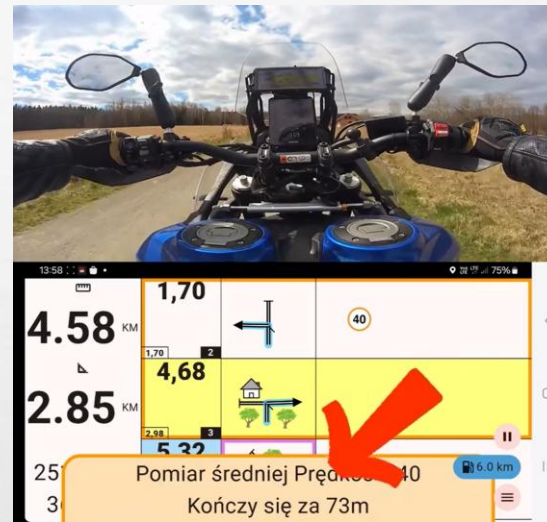 13:58
75%
4.58 KM
2.85 KM
1,70
1,70 2
40
4,68
2,98 3
5,32
6.0 km
Pomiar średniej 40
Kończy się za 73m